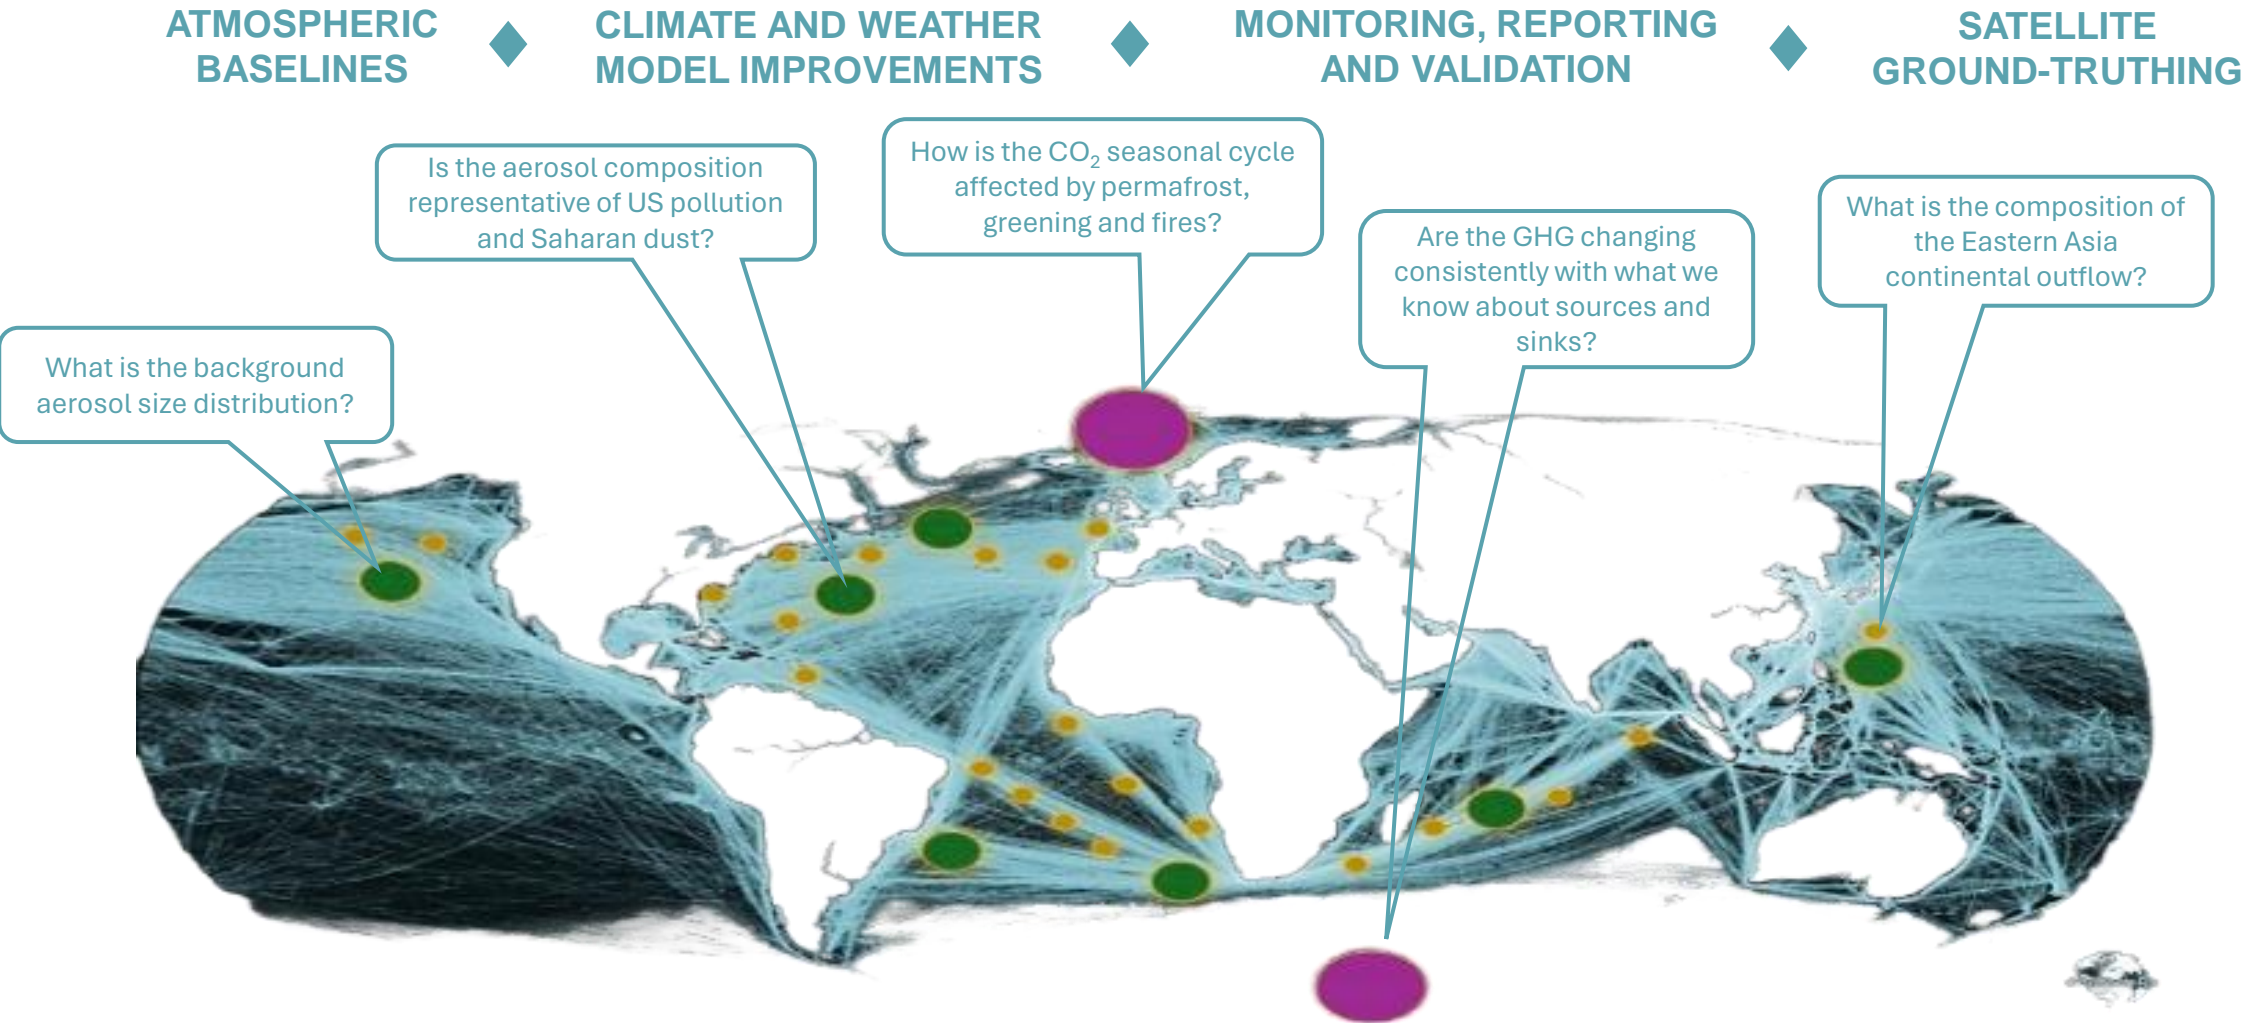 ATMOSPHERIC
BASELINES
CLIMATE AND WEATHER
MODEL IMPROVEMENTS
MONITORING, REPORTING
AND VALIDATION
SATELLITE
GROUND-TRUTHING
What is the background
aerosol size distribution?
Is the aerosol composition
representative of US pollution
and Saharan dust?
How is the CO₂ seasonal cycle
affected by permafrost,
greening and fires?
Are the GHG changing
consistently with what we
know about sources and
sinks?
What is the composition of
the Eastern Asia
continental outflow?